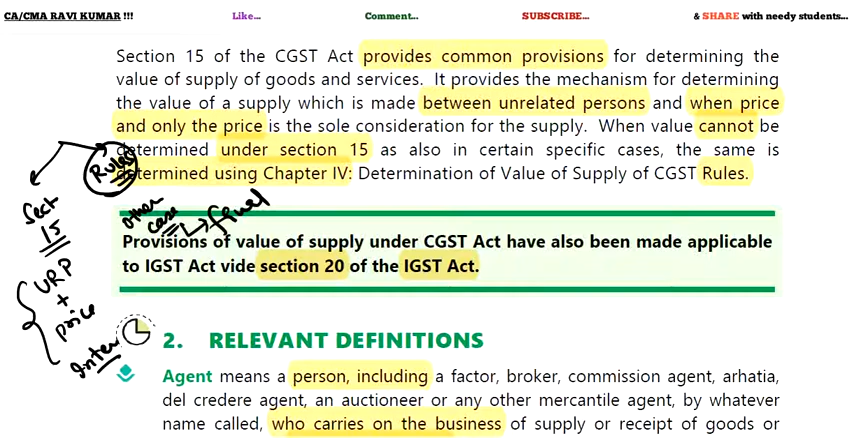 CA/CMA RAVI KUMAR !!! Like... Comment... SUBSCRIBE... & SHARE with needy students...
Section 15 of the CGST Act provides common provisions for determining the
value of supply of goods and services. It provides the mechanism for determining
the value of a supply which is made between unrelated persons and when price
and only the price is the sole consideration for the supply. When value cannot be
determined under section 15 as also in certain specific cases, the same is
determined using Chapter IV: Determination of Value of Supply of CGST Rules.
Rules
Sect
15
URP
+
price
Inter
other
case
Final
Provisions of value of supply under CGST Act have also been made applicable
to IGST Act vide section 20 of the IGST Act.
2. RELEVANT DEFINITIONS
Agent means a person, including a factor, broker, commission agent, arhatia,
del credere agent, an auctioneer or any other mercantile agent, by whatever
name called, who carries on the business of supply or receipt of goods or